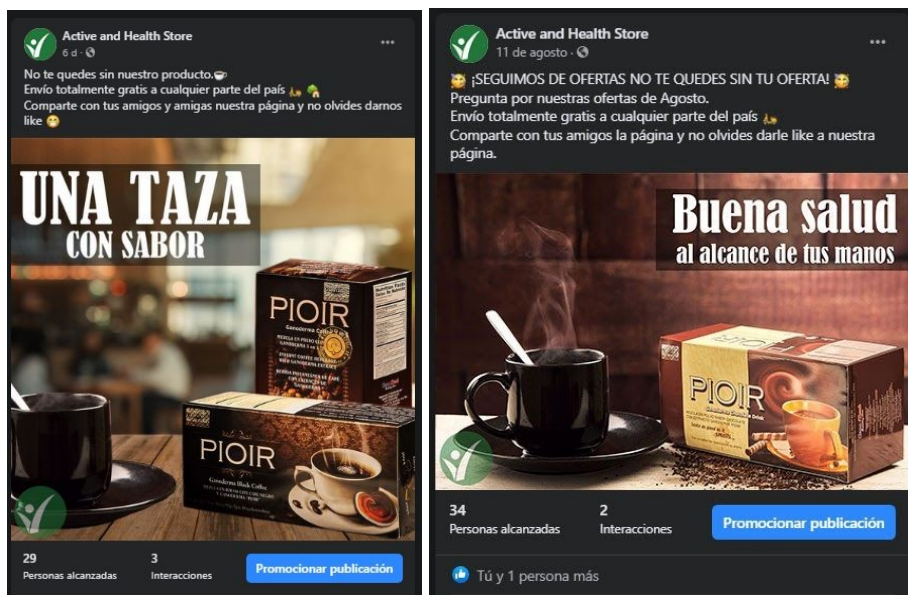 Active and Health Store
6 d
No te quedes sin nuestro producto.
Envío totalmente gratis a cualquier parte del país
Comparte con tus amigos y amigas nuestra página y no olvides darnos
like
UNA TAZA
CON SABOR
PIOIR
Ganoderma Coffee
PIOIR
Ganoderma Black Coffee
29
Personas alcanzadas
3
Interacciones
Promocionar publicación
Active and Health Store
11 de agosto
¡SEGUIMOS DE OFERTAS NO TE QUEDES SIN TU OFERTA!
Pregunta por nuestras ofertas de Agosto.
Envío totalmente gratis a cualquier parte del país
Comparte con tus amigos la página y no olvides darle like a nuestra
página.
Buena salud
al alcance de tus manos
PIOIR
34
Personas alcanzadas
2
Interacciones
Promocionar publicación
Tú y 1 persona más